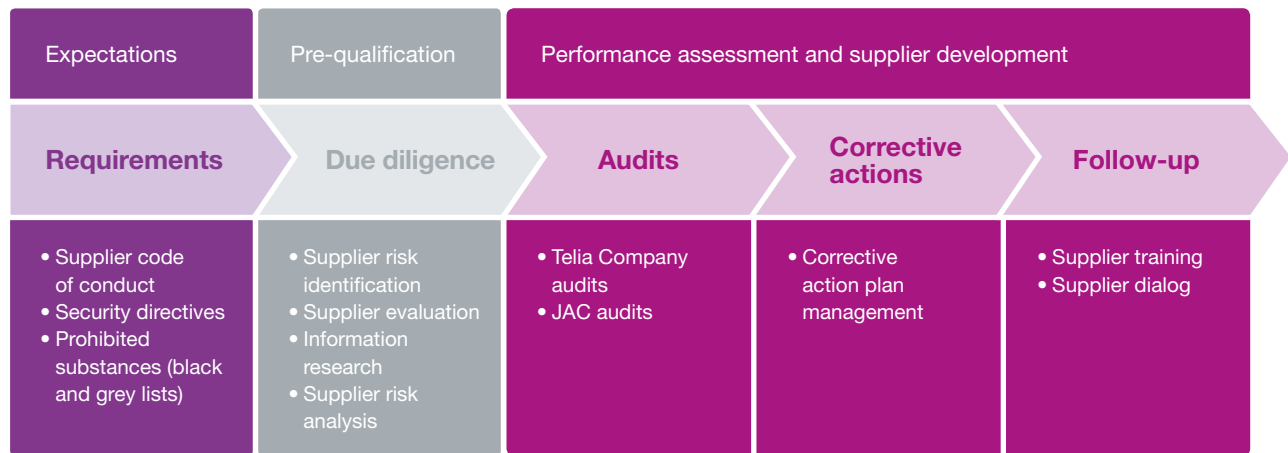 Expectations
Pre-qualification
Performance assessment and supplier development
Requirements
Due diligence
Audits
Corrective
actions
Follow-up
• Supplier code
of conduct
• Security directives
• Prohibited
substances (black
and grey lists)
• Supplier risk
identification
• Supplier evaluation
• Information
research
• Supplier risk
analysis
• Telia Company
audits
• JAC audits
• Corrective
action plan
management
• Supplier training
• Supplier dialog